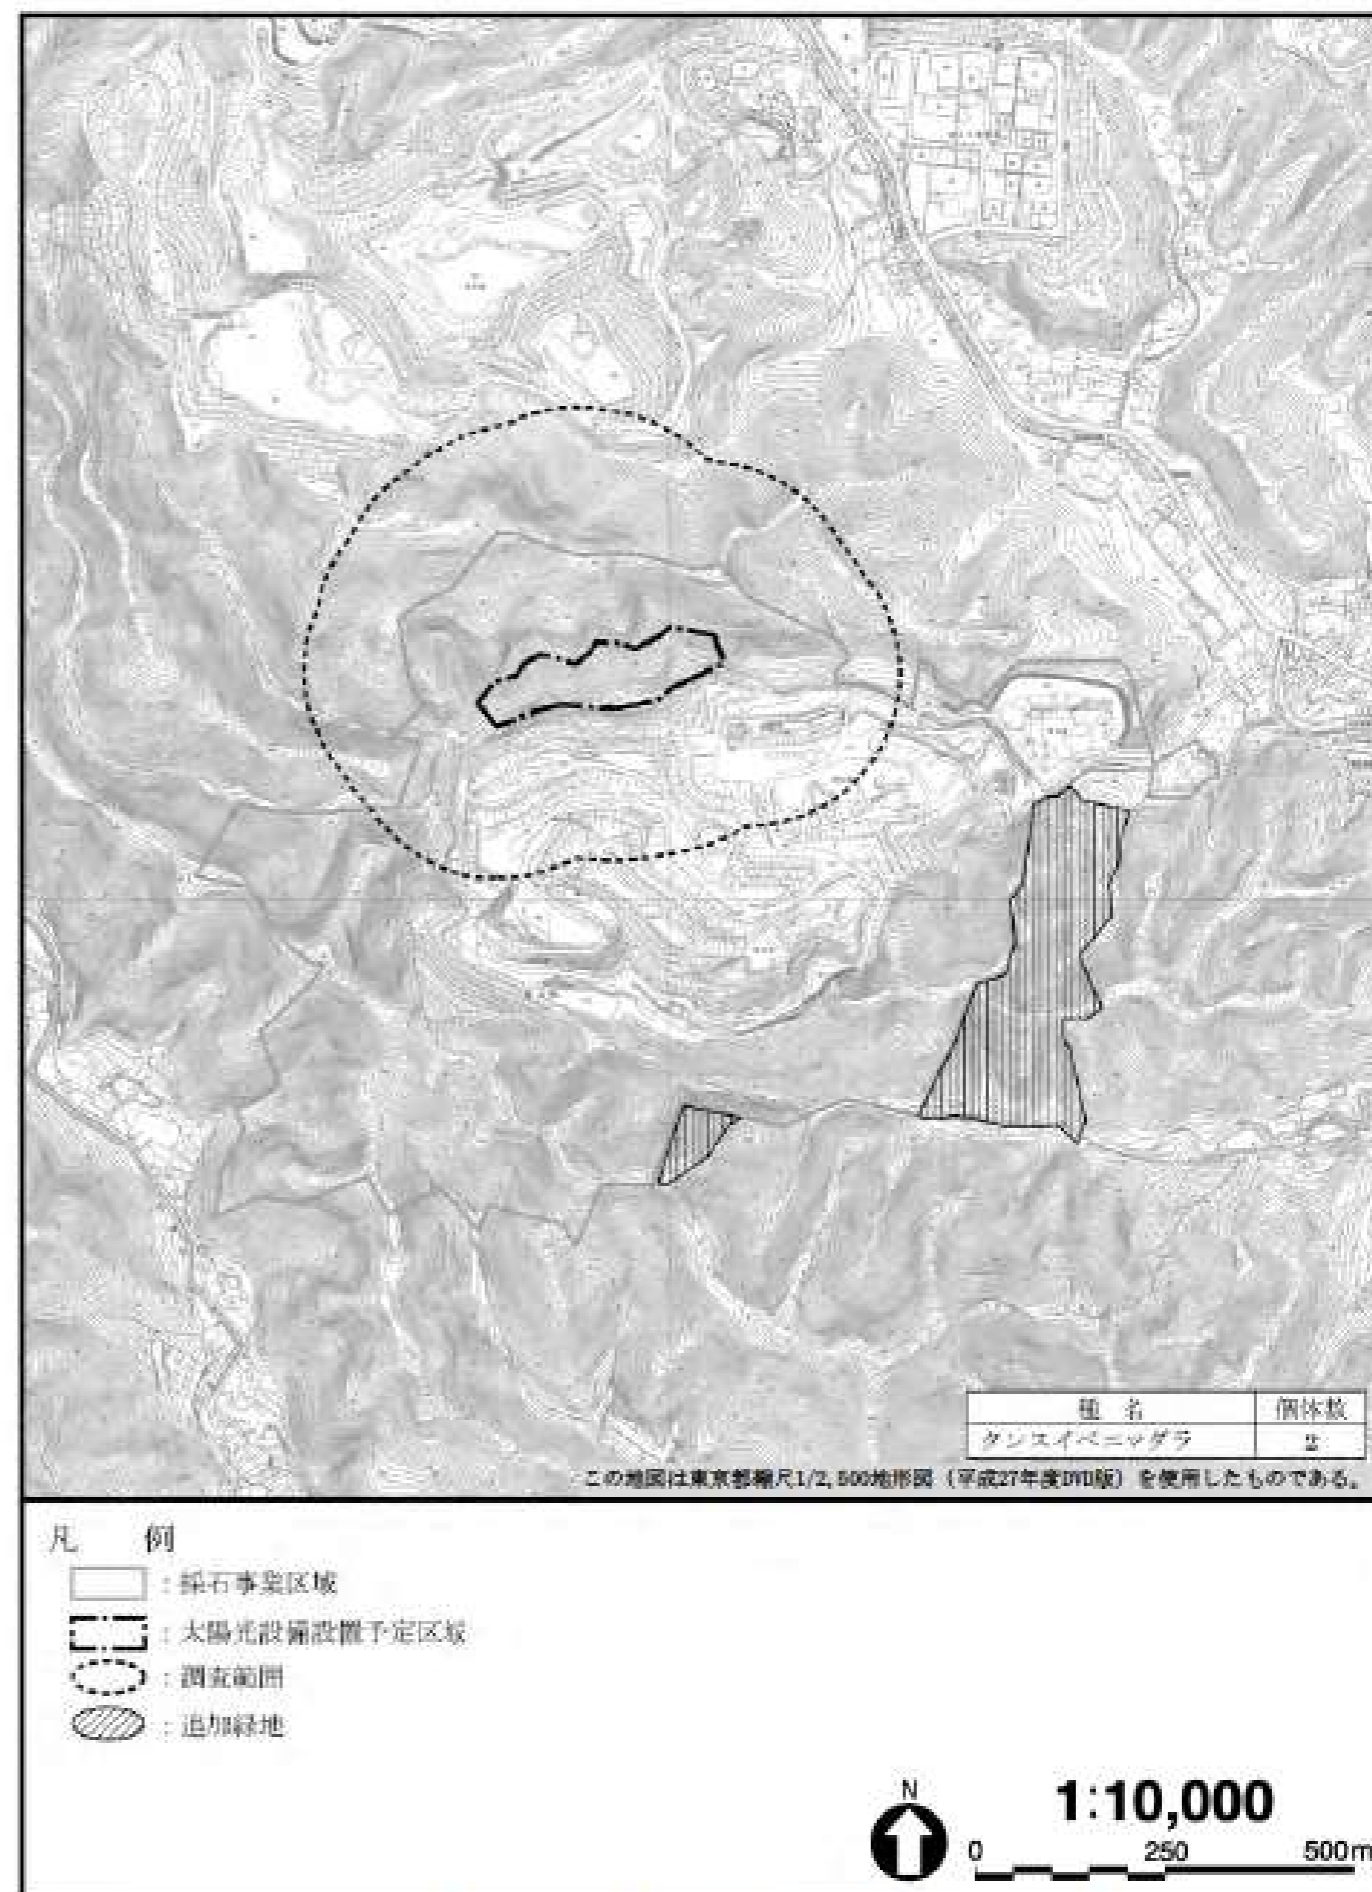 種 名 個体数
タンスイベニマダラ 2
この地図は東京都縮尺1/2,500地形図（平成27年度DVD版）を使用したものである。
凡 例
：採石事業区域
：太陽光設備設置予定区域
：調査範囲
：追加緑地
N
1:10,000
0 250 500m